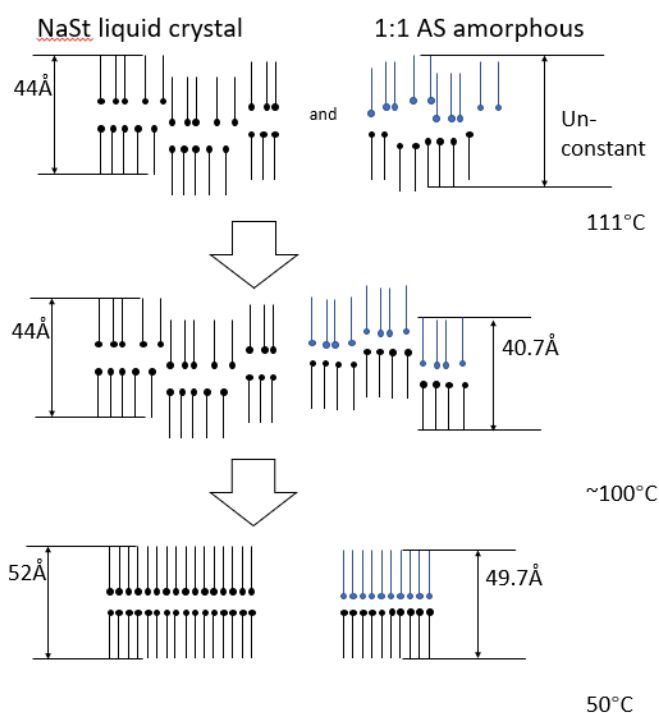 NaSt liquid crystal
1:1 AS amorphous
44Å
and
Un-
constant
111°C
44Å
40.7Å
~100°C
52Å
49.7Å
50°C